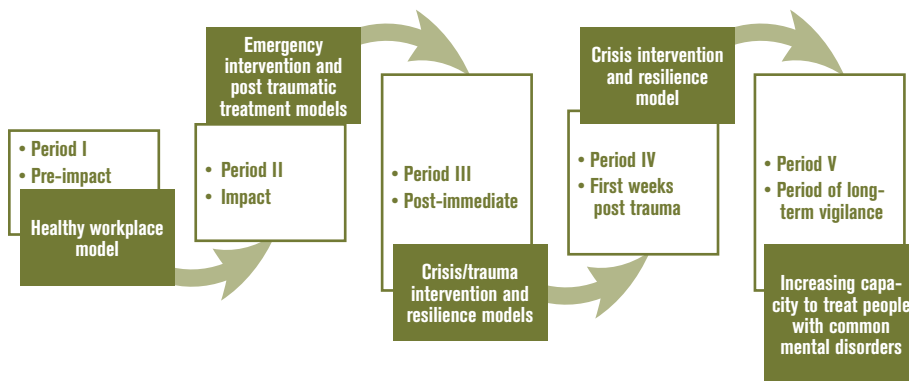 • Period I
• Pre-impact
Healthy workplace
model
Emergency
intervention and
post traumatic
treatment models
• Period II
• Impact
• Period III
• Post-immediate
Crisis/trauma
intervention and
resilience models
Crisis intervention
and resilience
model
• Period IV
• First weeks
post trauma
• Period V
• Period of long-
term vigilance
Increasing capa-
city to treat people
with common
mental disorders